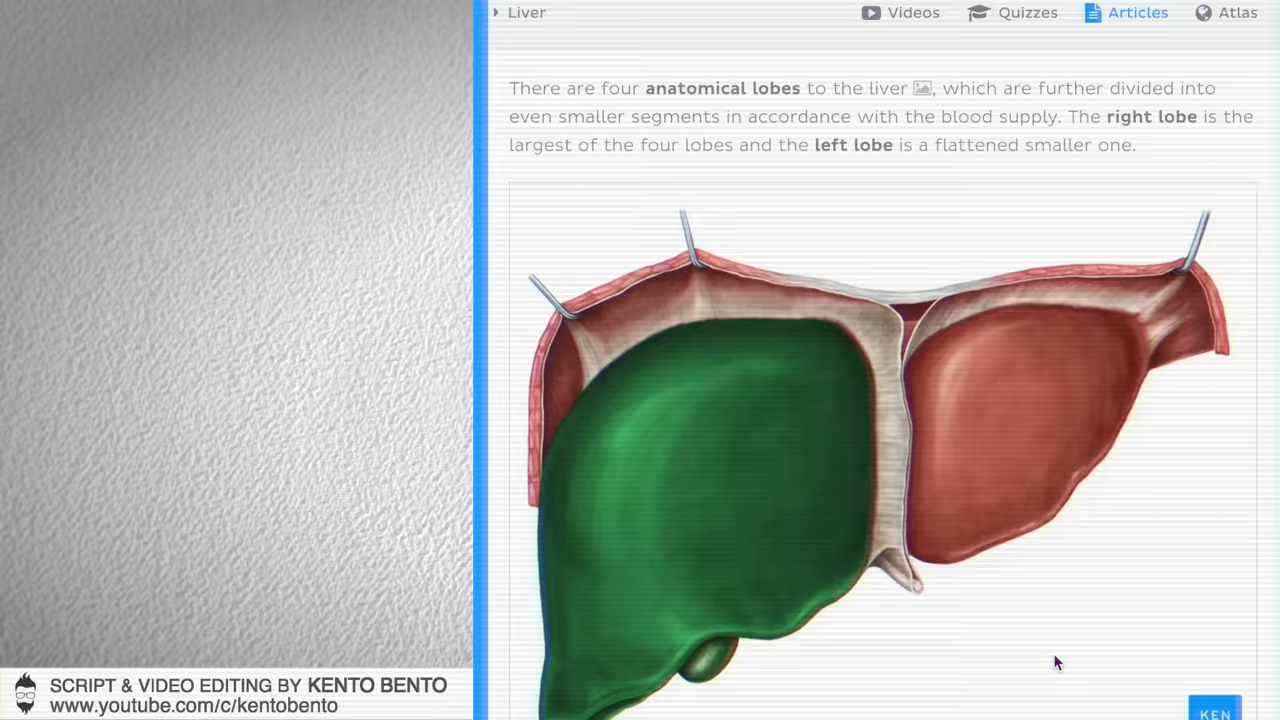 Liver
Videos
Quizzes
Articles
Atlas
There are four anatomical lobes to the liver , which are further divided into
even smaller segments in accordance with the blood supply. The right lobe is the
largest of the four lobes and the left lobe is a flattened smaller one.
KEN
SCRIPT & VIDEO EDITING BY KENTO BENTO
www.youtube.com/c/kentobento